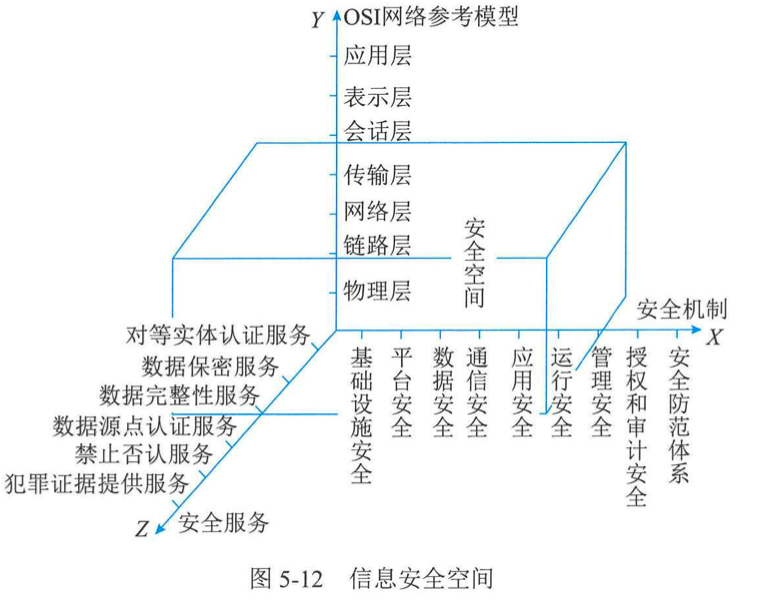 Y OSI网络参考模型
应用层
表示层
会话层
传输层
网络层
链路层
物理层
安全空间
安全机制
X
对等实体认证服务
数据保密服务
数据完整性服务
数据源点认证服务
禁止否认服务
犯罪证据提供服务
Z 安全服务
基础设施安全
平台安全
数据安全
通信安全
应用安全
运行安全
管理安全
授权和审计安全
安全防范体系
图 5-12 信息安全空间